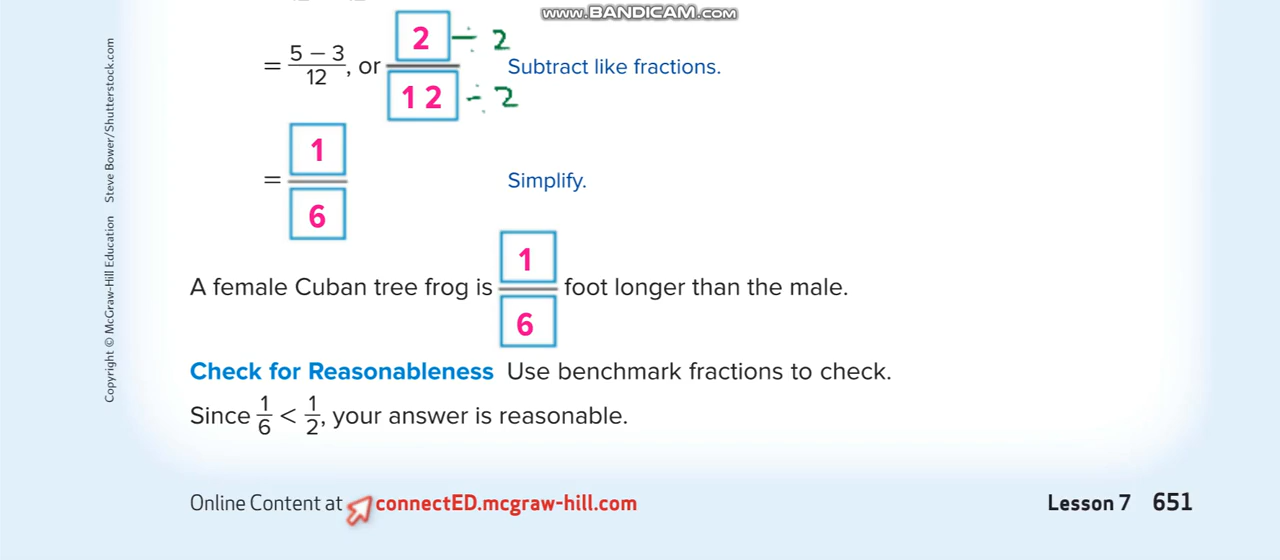 www.BANDICAM.com
= 5 − 3 / 12, or 2 / 12 ÷ 2 ÷ 2 Subtract like fractions.
= 1 / 6 Simplify.
A female Cuban tree frog is 1 / 6 foot longer than the male.
Check for Reasonableness Use benchmark fractions to check.
Since 1/6 < 1/2, your answer is reasonable.
Online Content at connectED.mcgraw-hill.com
Lesson 7 651
Copyright © McGraw-Hill Education Steve Bower/Shutterstock.com